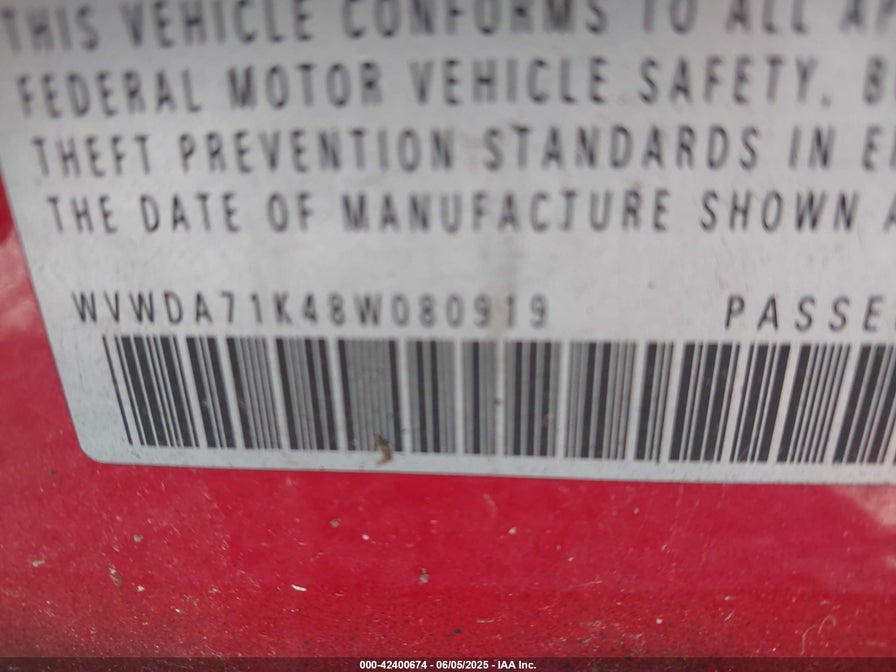 THIS VEHICLE CONFORMS TO ALL
FEDERAL MOTOR VEHICLE SAFETY, B
THEFT PREVENTION STANDARDS IN
THE DATE OF MANUFACTURE SHOWN
WVWDA71K48W080919 PASSE
000-42400674 - 06/05/2025 - IAA Inc.